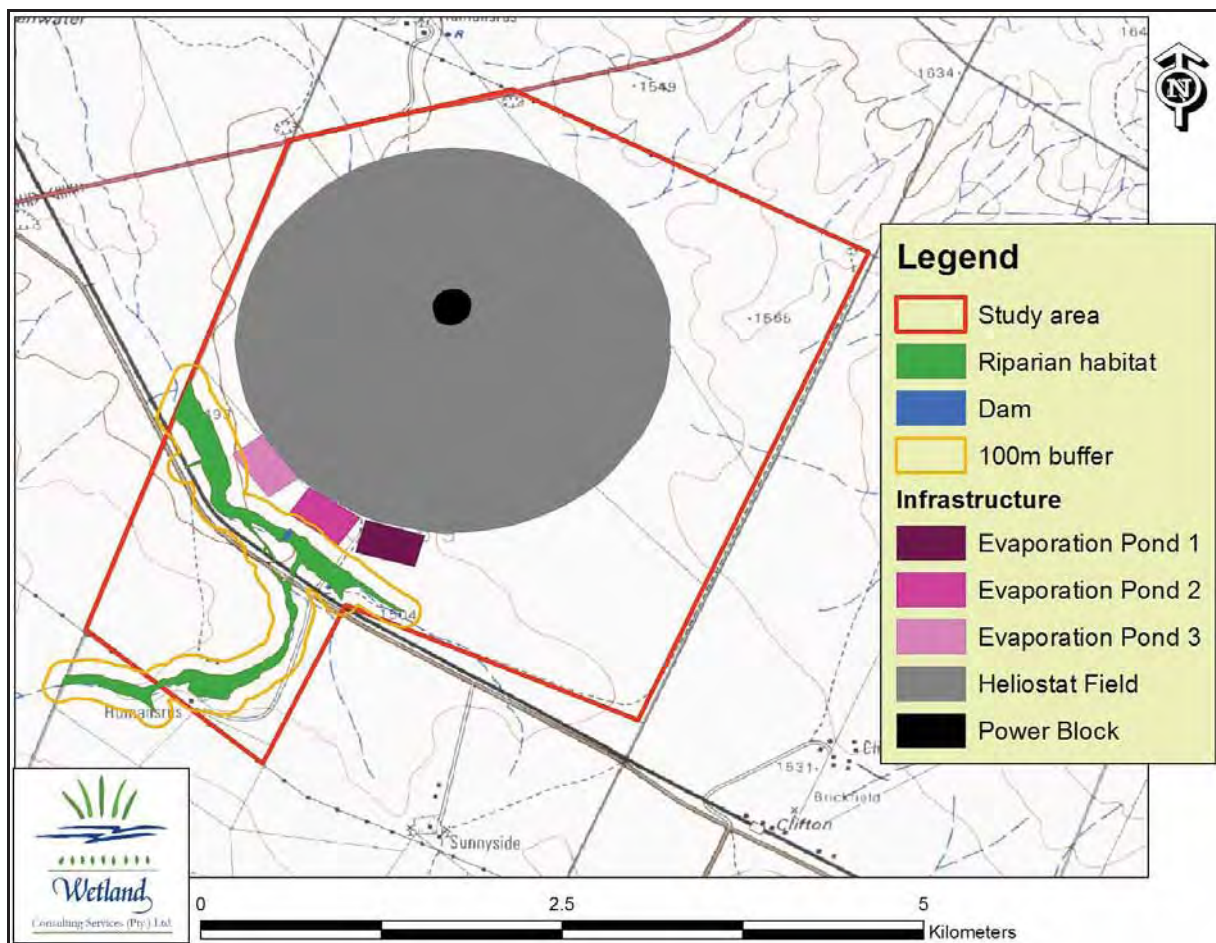 R
1549
1634
N
1565
Legend
Study area
Riparian habitat
Dam
100m buffer
Infrastructure
Evaporation Pond 1
Evaporation Pond 2
Evaporation Pond 3
Heliostat Field
Power Block
1504
Humansrus
1531
Brickfield
Clifton
Sunnyside
Wetland
Consulting Services (Pty.) Ltd.
0 2.5 5
Kilometers